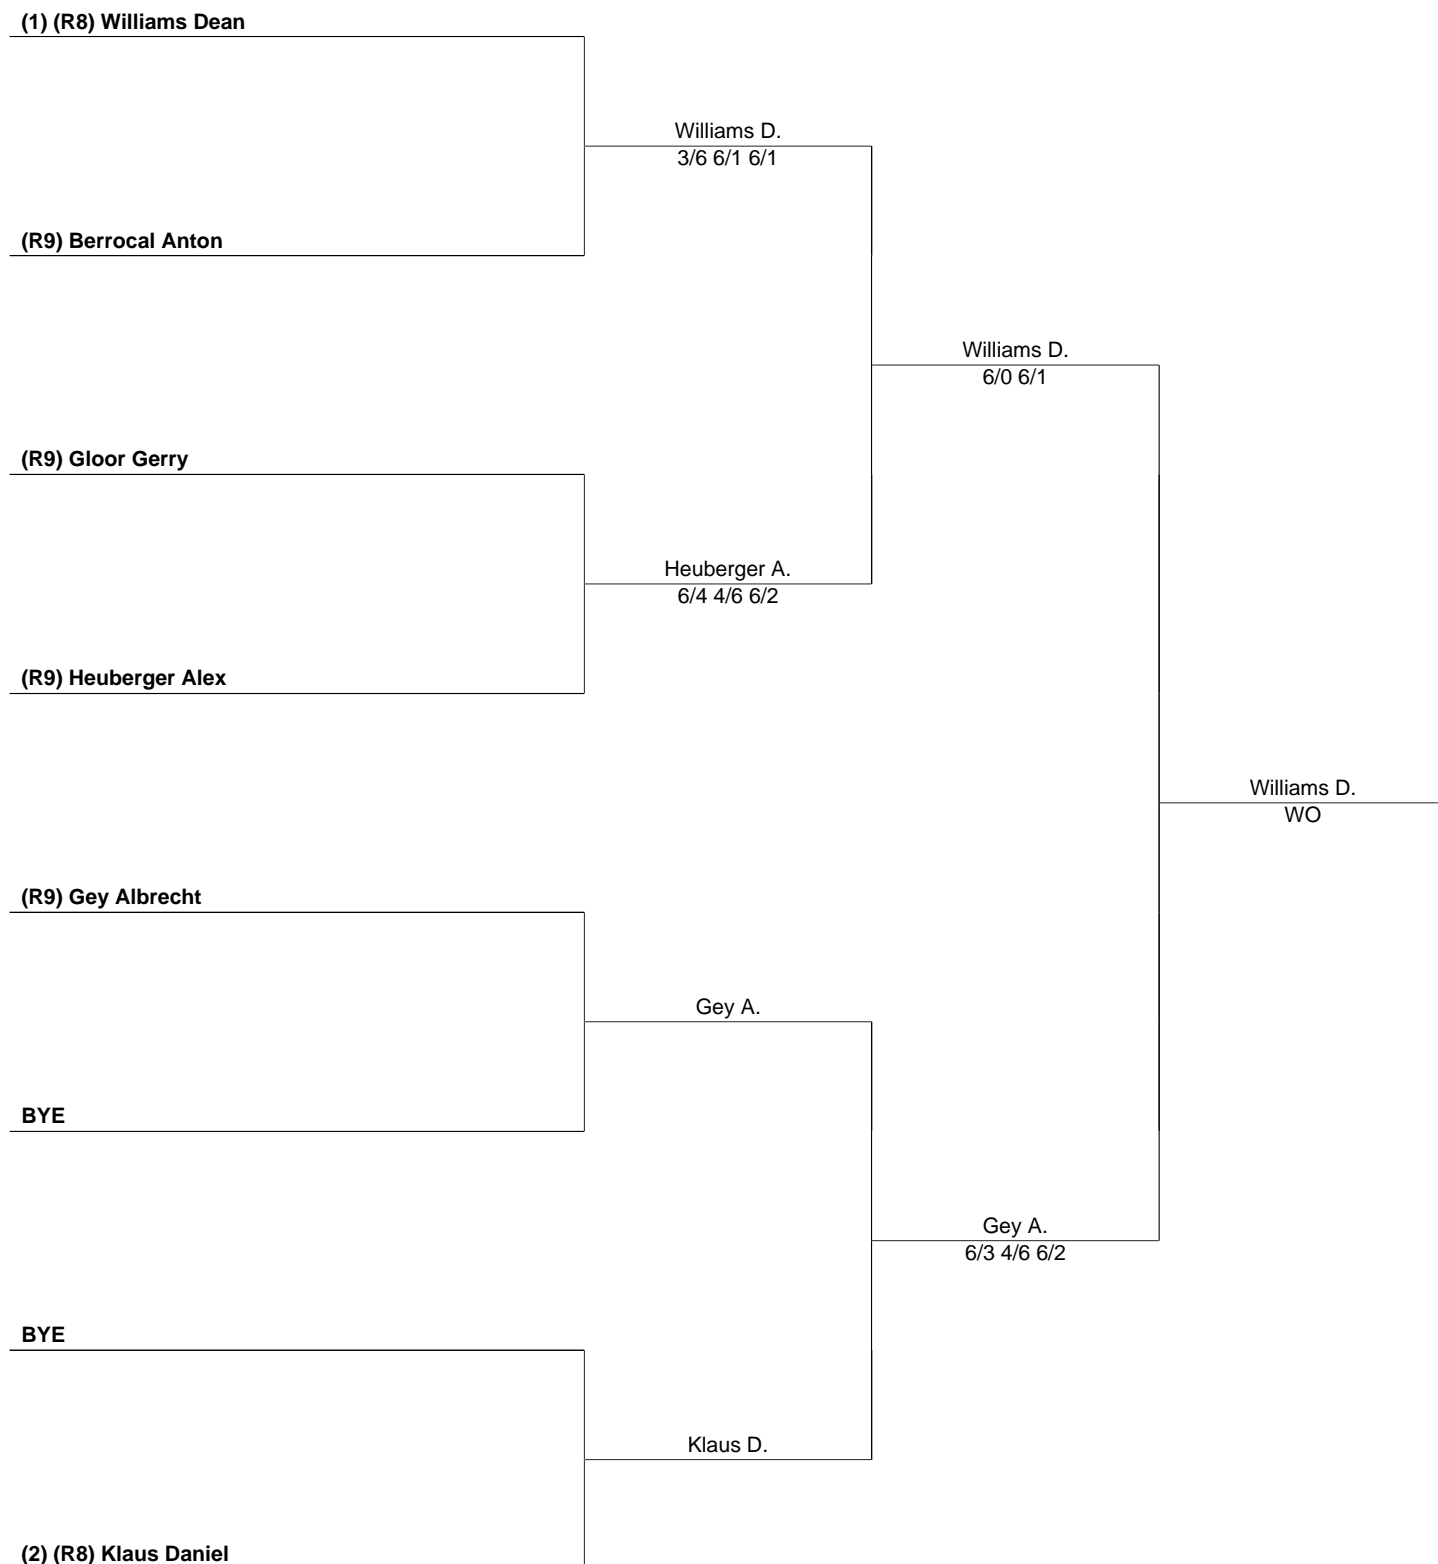 (1) (R8) Williams Dean
Williams D.
3/6 6/1 6/1
(R9) Berrocal Anton
Williams D.
6/0 6/1
(R9) Gloor Gerry
Heuberger A.
6/4 4/6 6/2
(R9) Heuberger Alex
Williams D.
WO
(R9) Gey Albrecht
Gey A.
BYE
Gey A.
6/3 4/6 6/2
BYE
Klaus D.
(2) (R8) Klaus Daniel